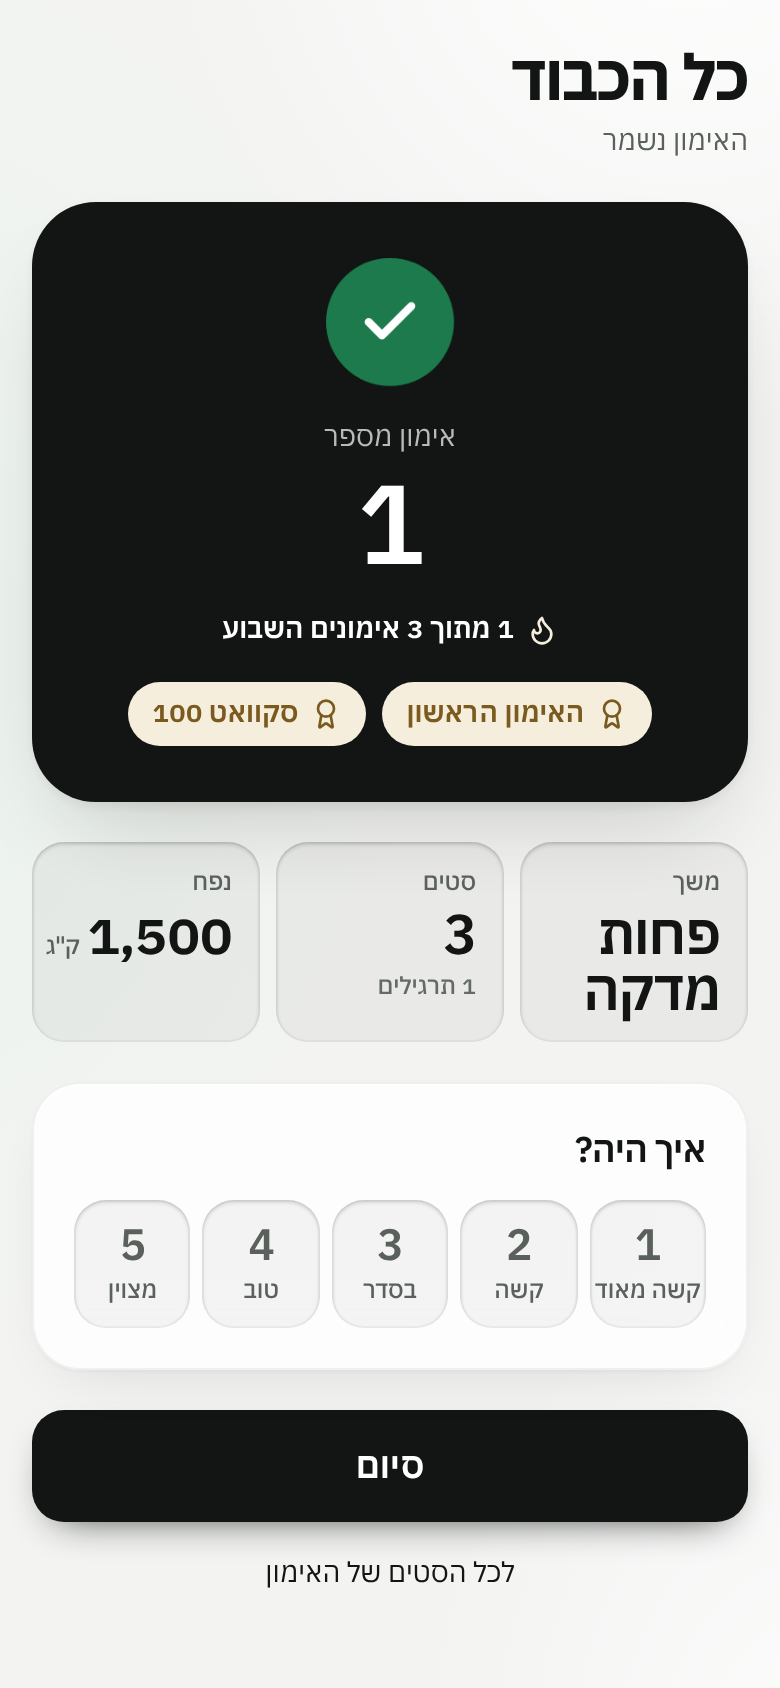 כל הכבוד
האימון נשמר
אימון מספר
1
1 מתוך 3 אימונים השבוע
האימון הראשון
סקוואט 100
משך
פחות
מדקה
סטים
3
1 תרגילים
נפח
1,500 ק"ג
איך היה?
1
קשה מאוד
2
קשה
3
בסדר
4
טוב
5
מצוין
סיום
לכל הסטים של האימון